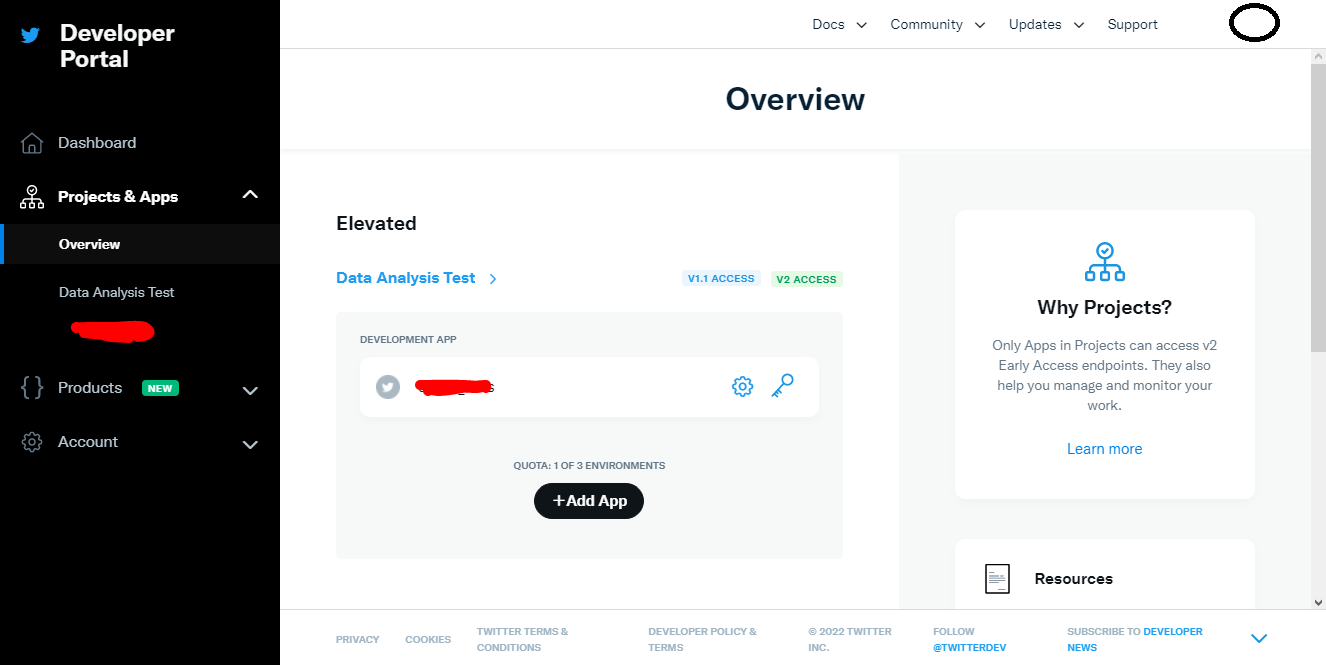 Developer
Portal
Docs
Community
Updates
Support
Dashboard
Projects & Apps
Overview
Data Analysis Test
Products NEW
Account
Overview
Elevated
Data Analysis Test
V1.1 ACCESS
V2 ACCESS
DEVELOPMENT APP
QUOTA: 1 OF 3 ENVIRONMENTS
+Add App
Why Projects?
Only Apps in Projects can access v2
Early Access endpoints. They also
help you manage and monitor your
work.
Learn more
Resources
PRIVACY
COOKIES
TWITTER TERMS &
CONDITIONS
DEVELOPER POLICY &
TERMS
© 2022 TWITTER
INC.
FOLLOW
@TWITTERDEV
SUBSCRIBE TO DEVELOPER
NEWS